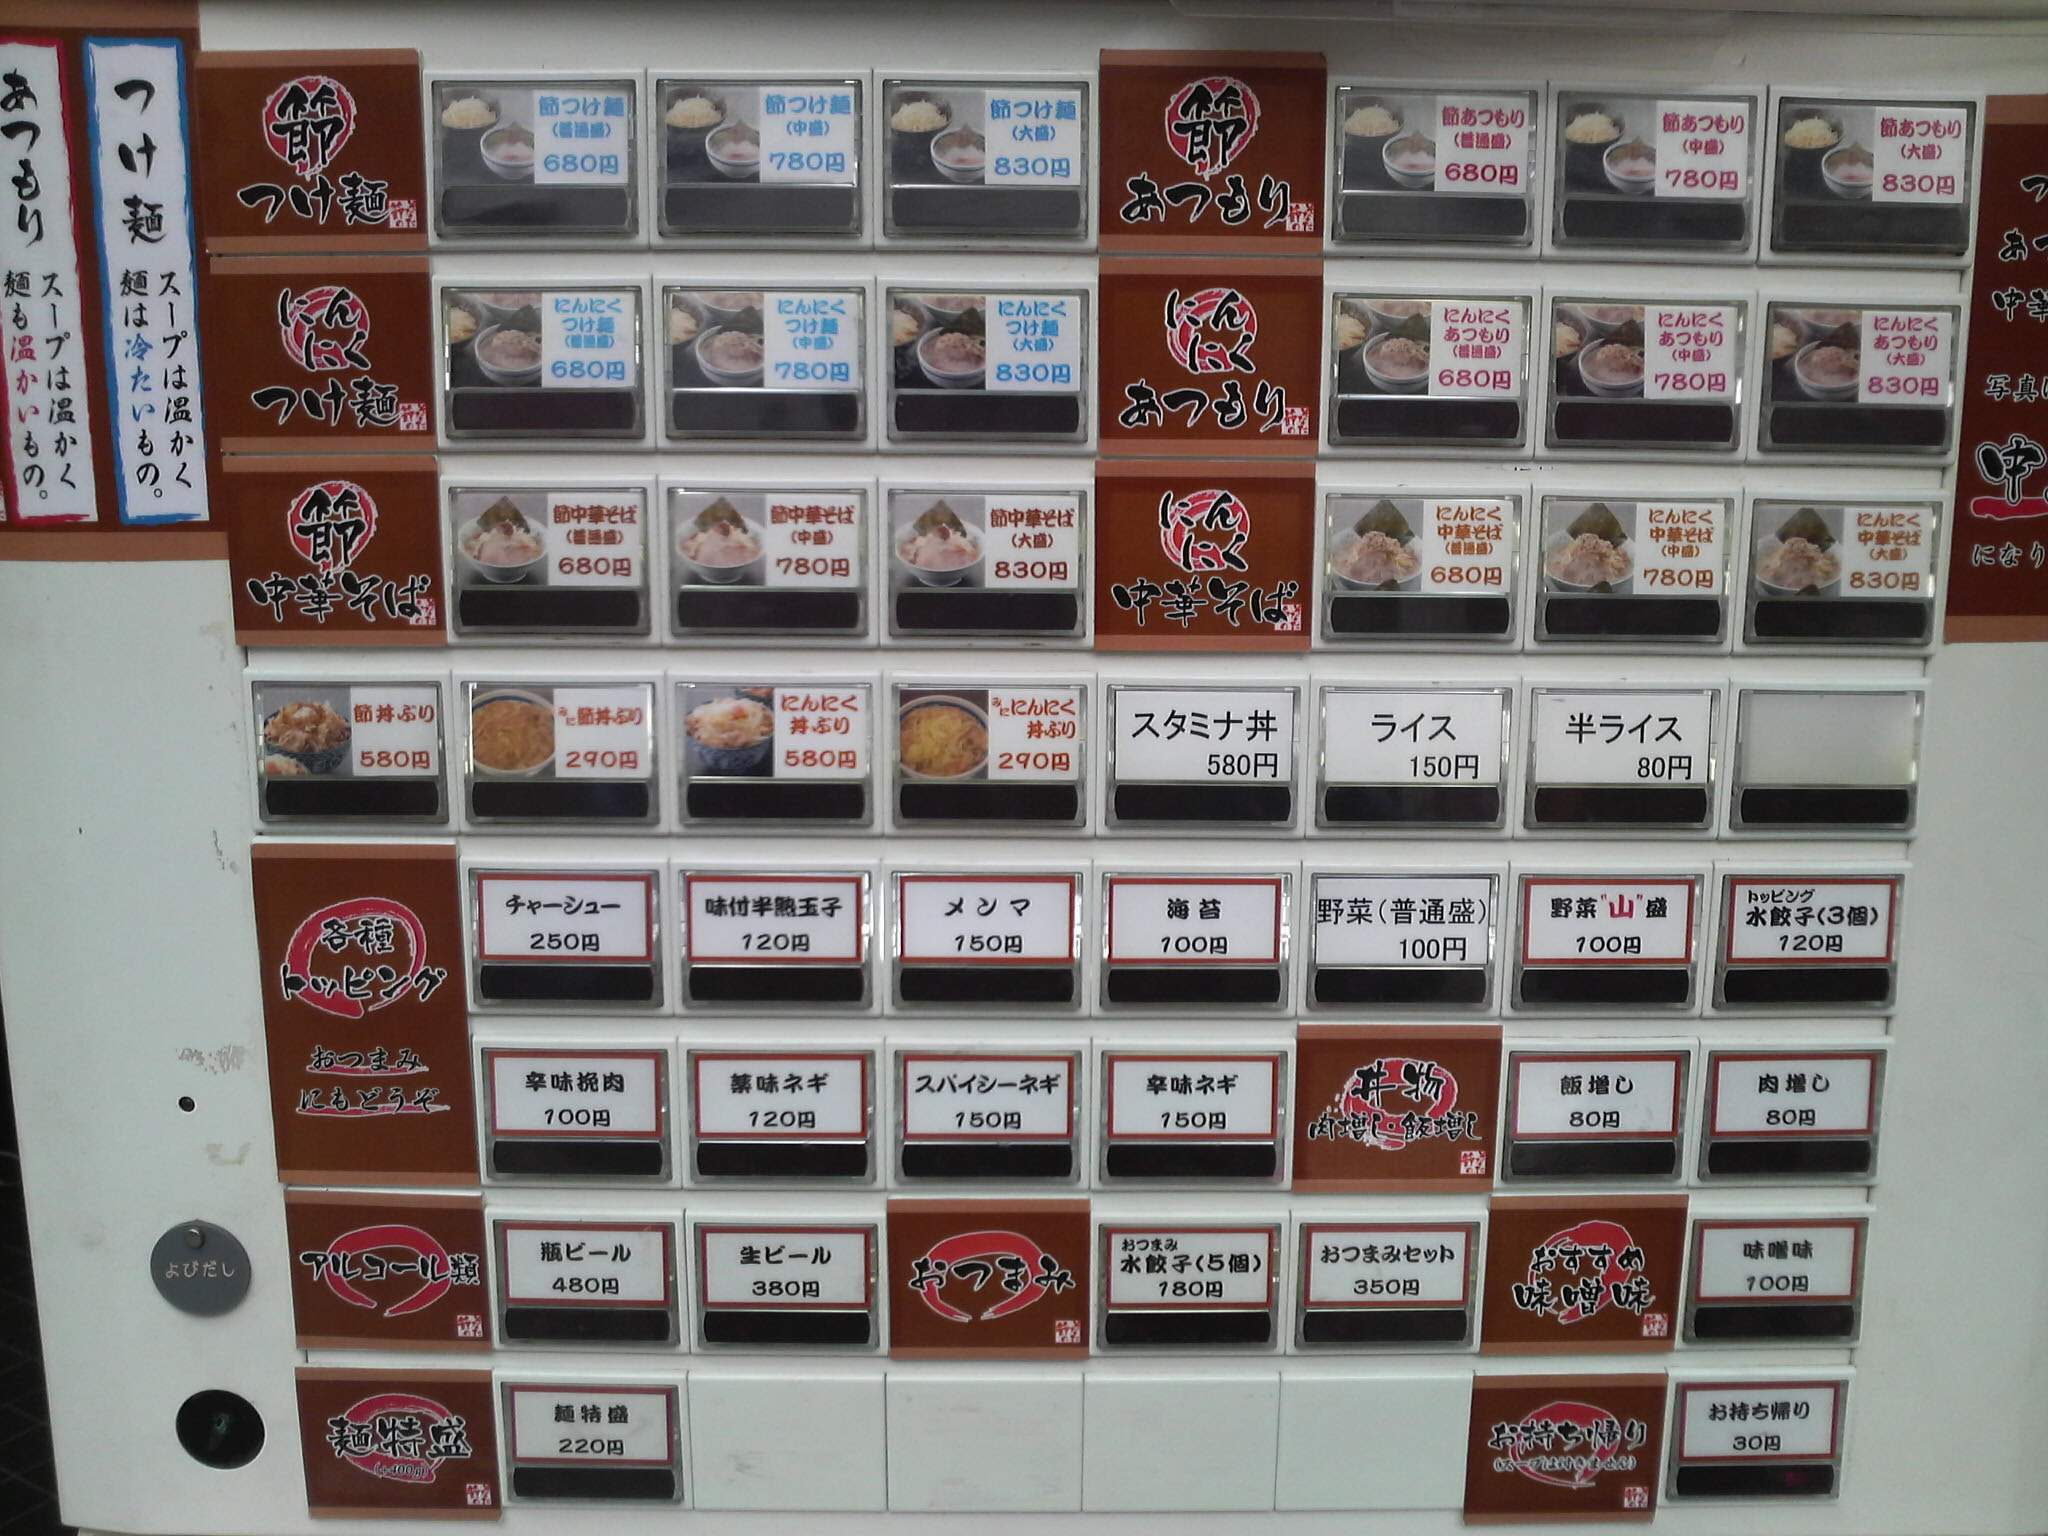 あつもり
スープは温かく
麺も温かいもの。
つけ麺
スープは温かく
麺は冷たいもの。
節
つけ麺
節つけ麺
(普通盛)
680円
節つけ麺
(中盛)
780円
節つけ麺
(大盛)
830円
節
あつもり
節あつもり
(普通盛)
680円
節あつもり
(中盛)
780円
節あつもり
(大盛)
830円
にんにく
つけ麺
にんにく
つけ麺
(普通盛)
680円
にんにく
つけ麺
(中盛)
780円
にんにく
つけ麺
(大盛)
830円
にんにく
あつもり
にんにく
あつもり
(普通盛)
680円
にんにく
あつもり
(中盛)
780円
にんにく
あつもり
(大盛)
830円
節
中華そば
節中華そば
(普通盛)
680円
節中華そば
(中盛)
780円
節中華そば
(大盛)
830円
にんにく
中華そば
にんにく
中華そば
(普通盛)
680円
にんにく
中華そば
(中盛)
780円
にんにく
中華そば
(大盛)
830円
節丼ぶり
580円
みに節丼ぶり
290円
にんにく
丼ぶり
580円
みににんにく
丼ぶり
290円
スタミナ丼
580円
ライス
150円
半ライス
80円
各種
トッピング
おつまみ
にもどうぞ
チャーシュー
250円
味付半熟玉子
120円
メンマ
150円
海苔
100円
野菜(普通盛)
100円
野菜"山"盛
100円
トッピング
水餃子(3個)
120円
辛味挽肉
100円
薬味ネギ
120円
スパイシーネギ
150円
辛味ネギ
150円
丼物
肉増し・飯増し
飯増し
80円
肉増し
80円
アルコール類
瓶ビール
480円
生ビール
380円
おつまみ
おつまみ
水餃子(5個)
180円
おつまみセット
350円
おすすめ
味噌味
味噌味
100円
麺特盛
(+400g)
麺特盛
220円
お持ち帰り
(スープは付きません)
お持ち帰り
30円
よびだし
つ
あつ
中華
写真は
中
になり